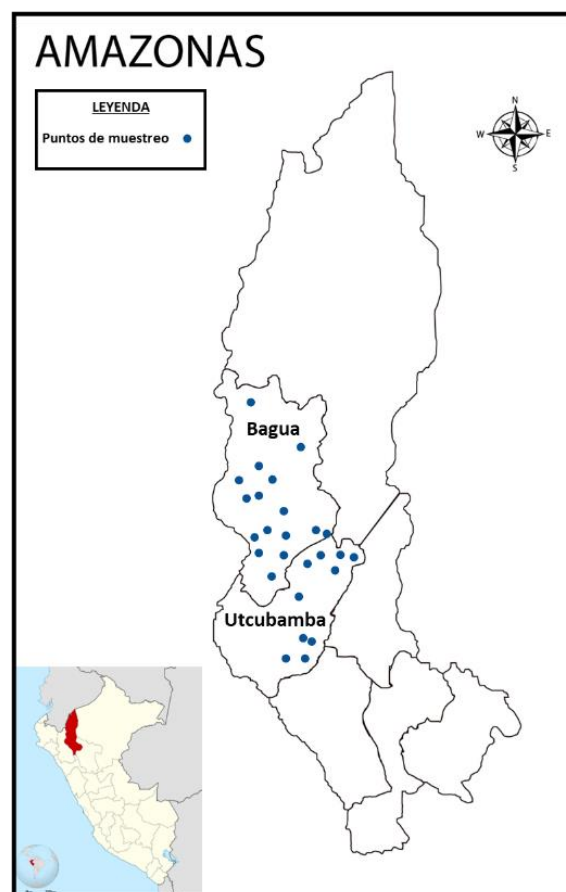 AMAZONAS
LEYENDA
Puntos de muestreo
N
W E
S
Bagua
Utcubamba